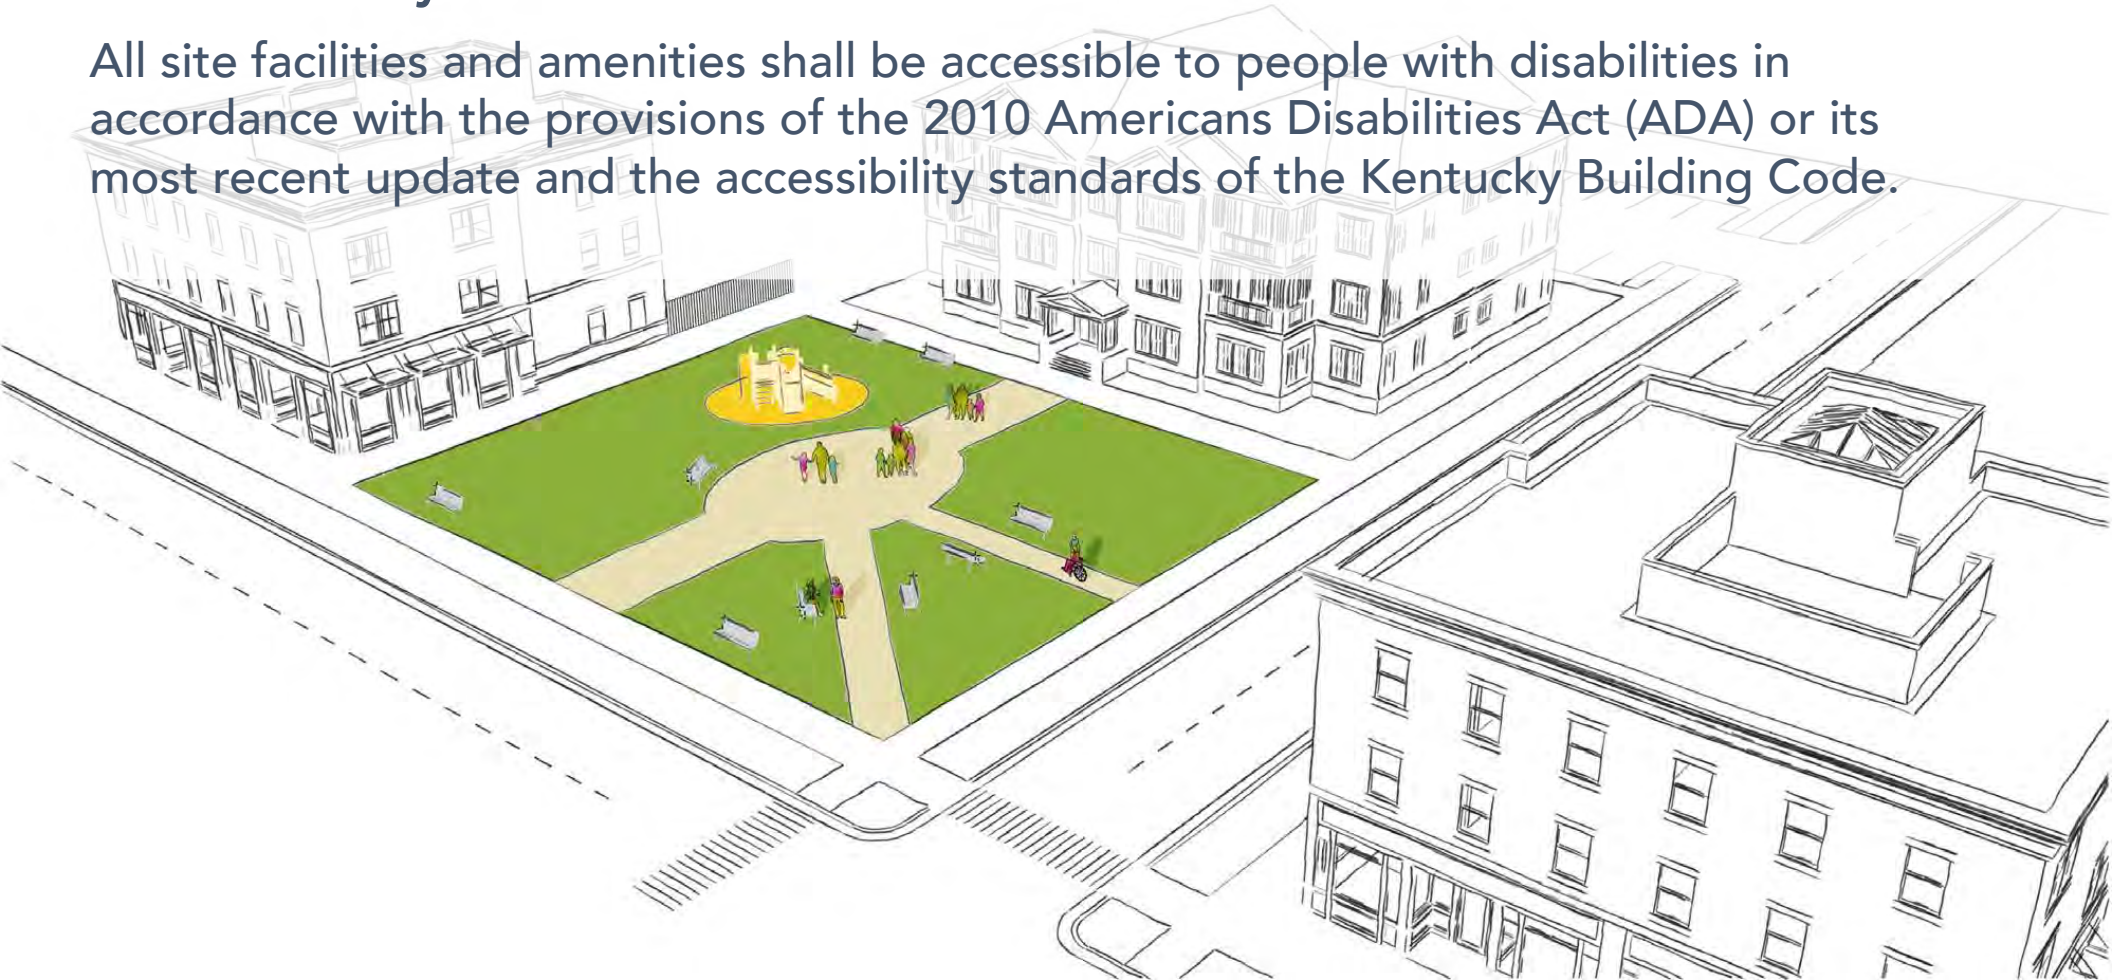 All site facilities and amenities shall be accessible to people with disabilities in
accordance with the provisions of the 2010 Americans Disabilities Act (ADA) or its
most recent update and the accessibility standards of the Kentucky Building Code.